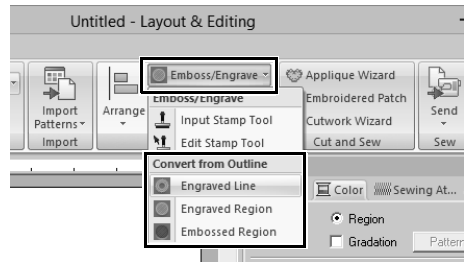 Untitled - Layout & Editing
Emboss/Engrave
Applique Wizard
Import
Patterns
Arrange
Emboss/Engrave
Embroidered Patch
Send
Input Stamp Tool
Cutwork Wizard
Import
Edit Stamp Tool
Cut and Sew
Sew
Convert from Outline
Engraved Line
Color
Sewing At...
Engraved Region
Region
Embossed Region
Gradation
Pattern